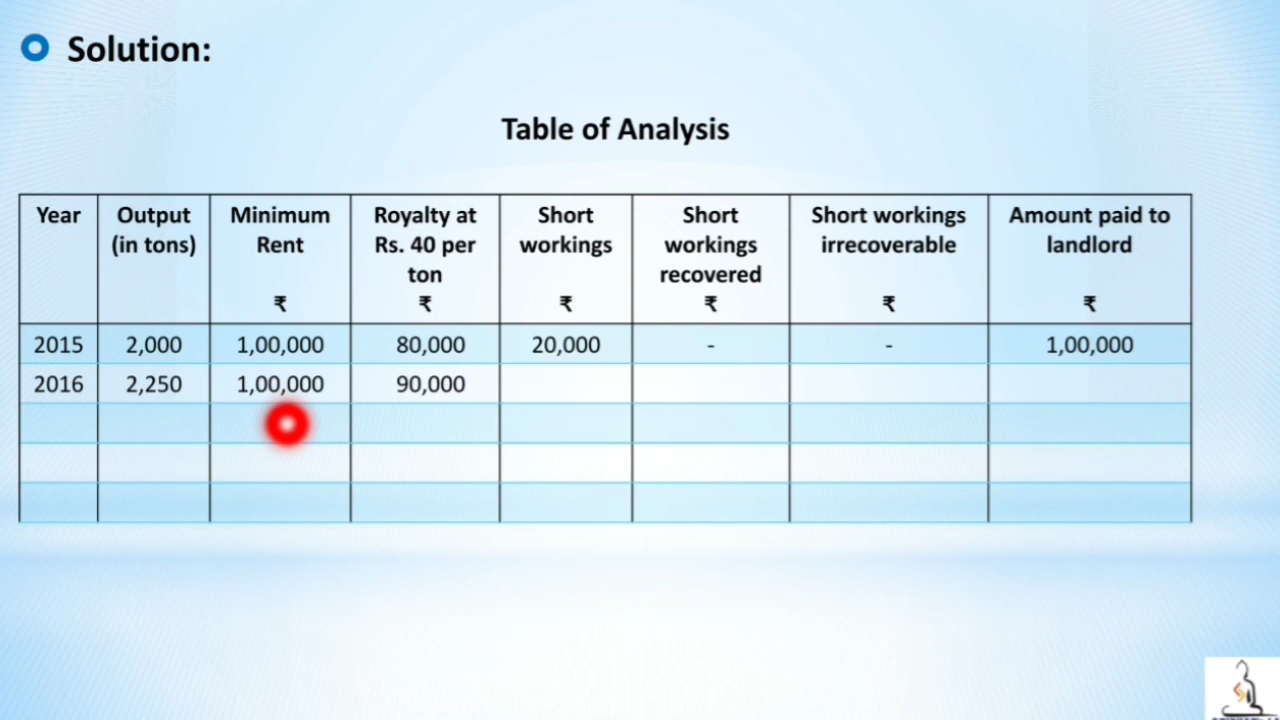 Solution:
Table of Analysis
Year Output (in tons) Minimum Rent ₹ Royalty at Rs. 40 per ton ₹ Short workings ₹ Short workings recovered ₹ Short workings irrecoverable ₹ Amount paid to landlord ₹
2015 2,000 1,00,000 80,000 20,000 - - 1,00,000
2016 2,250 1,00,000 90,000